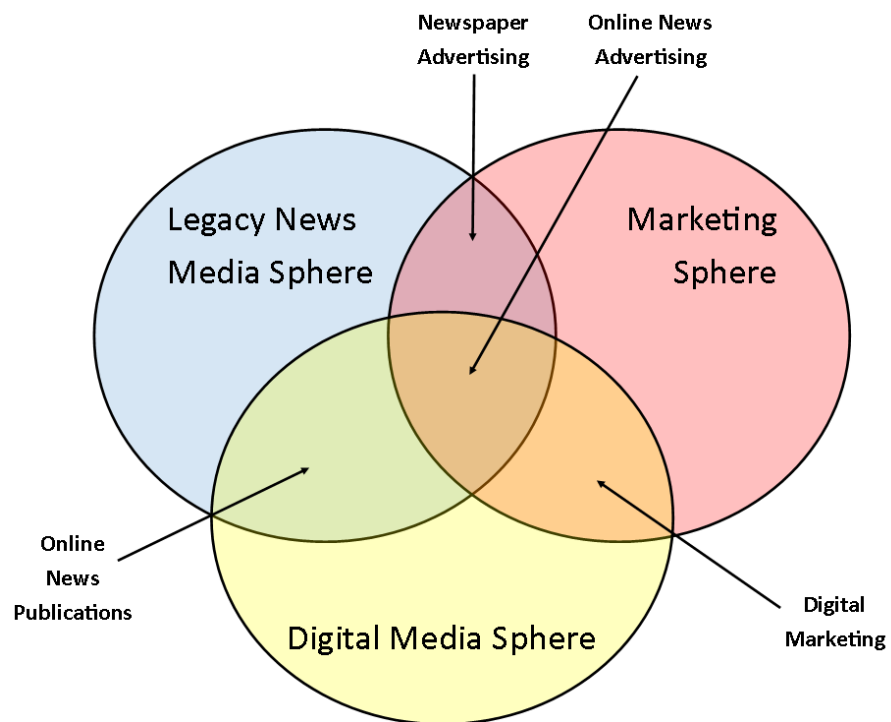 Newspaper
Advertising
Online News
Advertising
Legacy News
Media Sphere
Marketing
Sphere
Online
News
Publications
Digital Media Sphere
Digital
Marketing